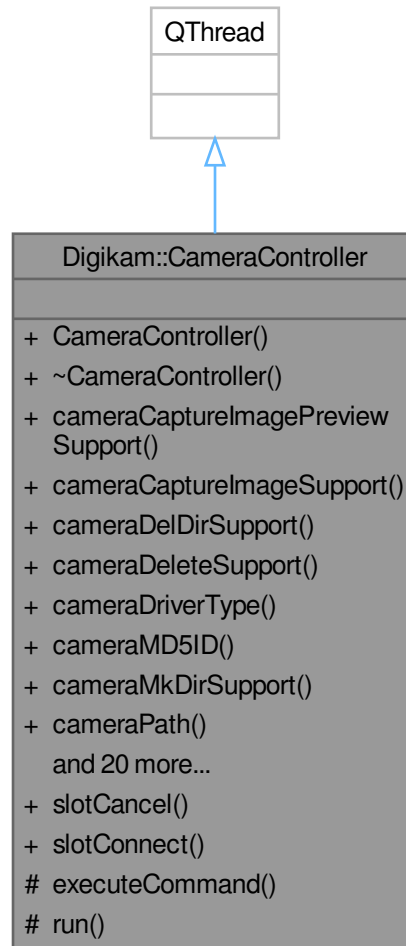 QThread
Digikam::CameraController
+ CameraController()
+ ~CameraController()
+ cameraCaptureImagePreview
Support()
+ cameraCaptureImageSupport()
+ cameraDelDirSupport()
+ cameraDeleteSupport()
+ cameraDriverType()
+ cameraMD5ID()
+ cameraMkDirSupport()
+ cameraPath()
and 20 more...
+ slotCancel()
+ slotConnect()
# executeCommand()
# run()